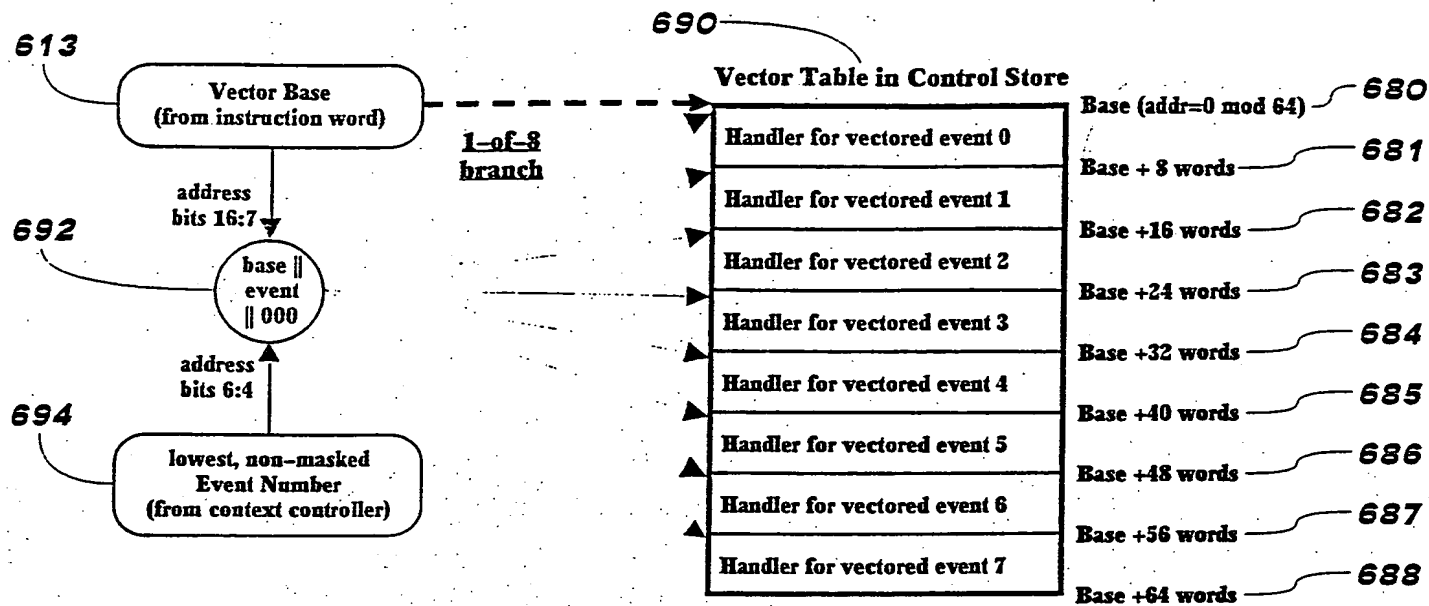 690
613
Vector Base
(from instruction word)
1-of-8
branch
address
bits 16:7
692
base ||
event
|| 000
address
bits 6:4
694
lowest, non-masked
Event Number
(from context controller)
Vector Table in Control Store
Base (addr=0 mod 64) 680
Handler for vectored event 0
Base + 8 words 681
Handler for vectored event 1
Base +16 words 682
Handler for vectored event 2
Base +24 words 683
Handler for vectored event 3
Base +32 words 684
Handler for vectored event 4
Base +40 words 685
Handler for vectored event 5
Base +48 words 686
Handler for vectored event 6
Base +56 words 687
Handler for vectored event 7
Base +64 words 688